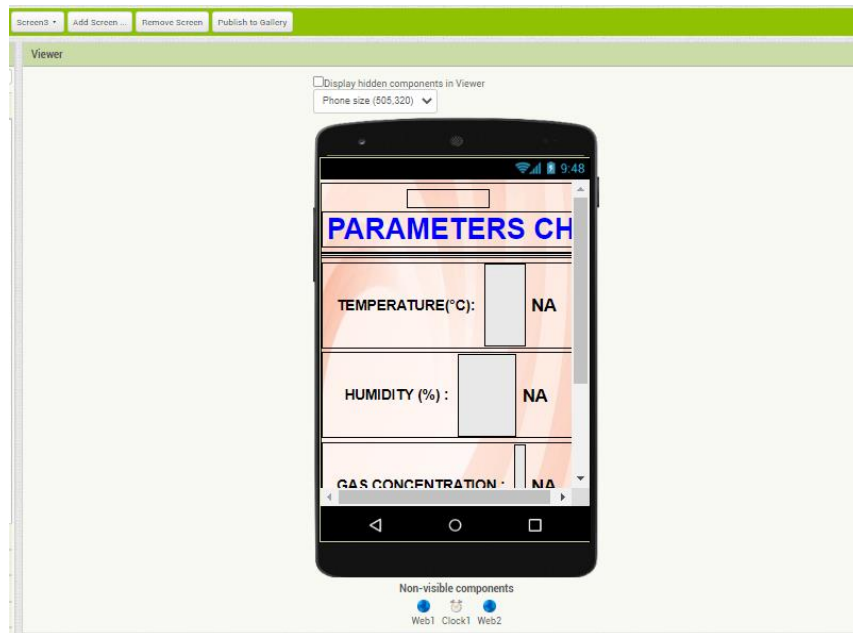 Screen3 Add Screen ... Remove Screen Publish to Gallery
Viewer
Display hidden components in Viewer
Phone size (505,320)
9:48
PARAMETERS CH
TEMPERATURE(°C): NA
HUMIDITY (%) : NA
GAS CONCENTRATION : NA
Non-visible components
Web1 Clock1 Web2